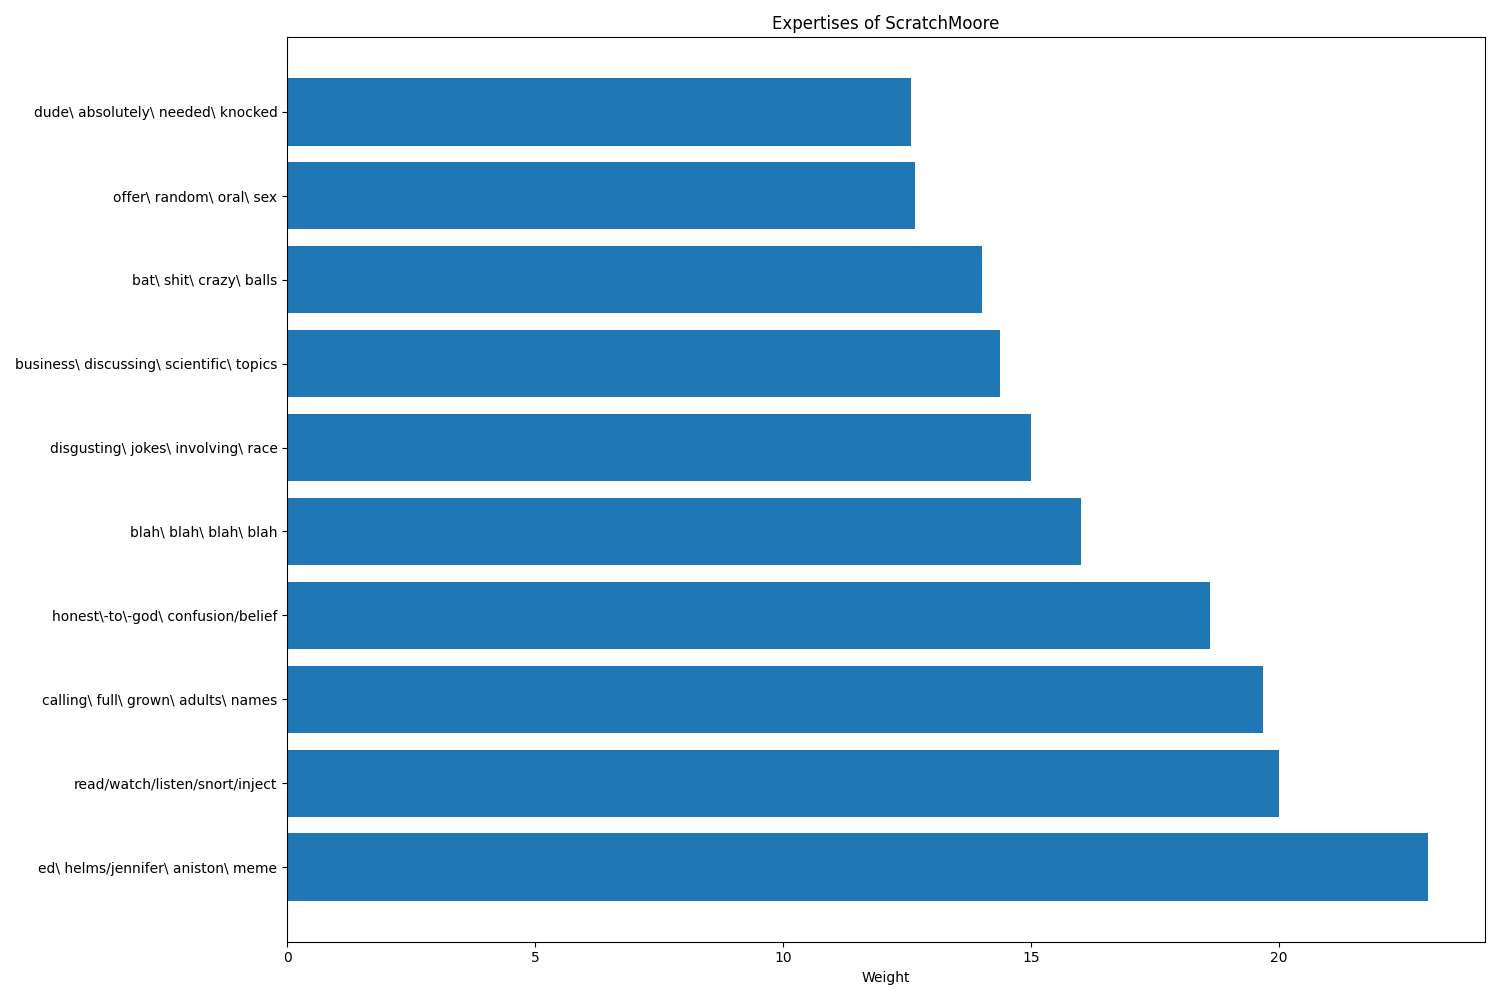 Expertises of ScratchMoore
dude\ absolutely\ needed\ knocked
offer\ random\ oral\ sex
bat\ shit\ crazy\ balls
business\ discussing\ scientific\ topics
disgusting\ jokes\ involving\ race
blah\ blah\ blah\ blah
honest\-to\-god\ confusion/belief
calling\ full\ grown\ adults\ names
read/watch/listen/snort/inject
ed\ helms/jennifer\ aniston\ meme
0 5 10 15 20
Weight